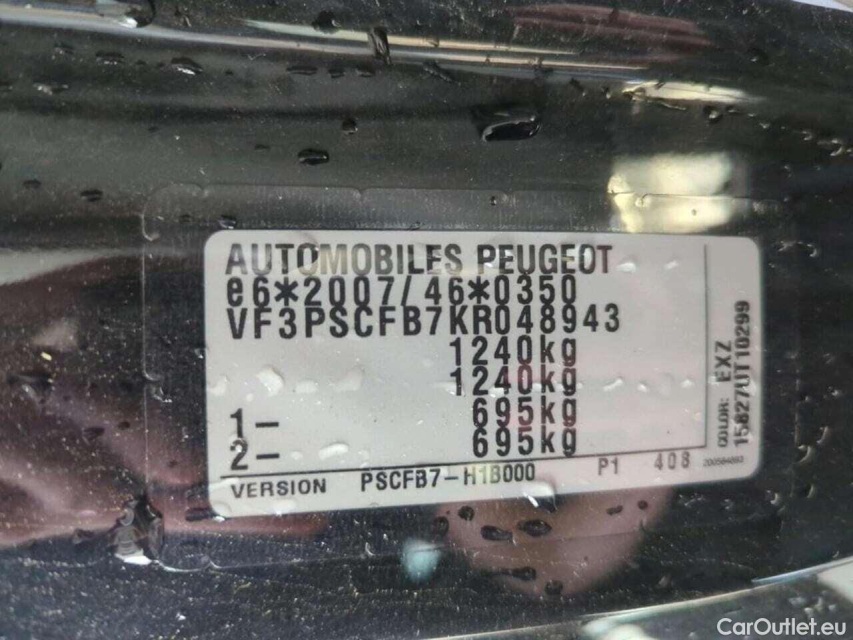 AUTOMOBILES PEUGEOT
e6*2007/46*0350
VF3PSCFB7KR048943
1240kg
1240kg
1- 695kg
2- 695kg
VERSION PSCFB7-H1B000 P1 408
COLOR: EXZ
15827UT10299
CarOutlet.eu